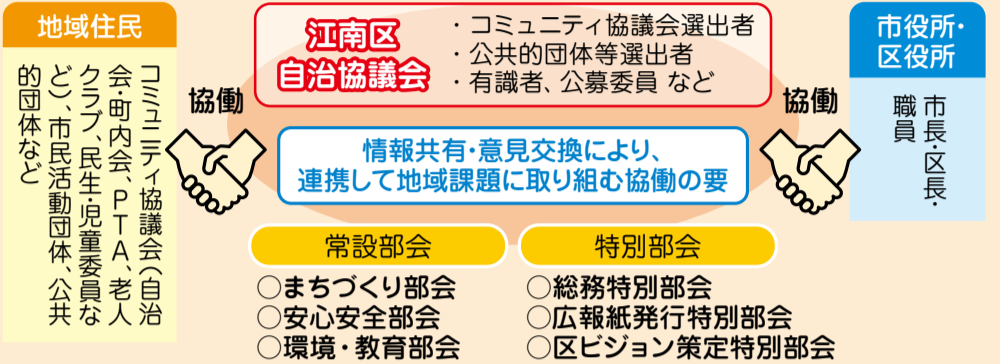 地域住民
コミュニティ協議会(自治
会・町内会、PTA、老人
クラブ、民生・児童委員な
ど)、市民活動団体、公共
的団体など
協働
江南区
自治協議会
・コミュニティ協議会選出者
・公共的団体等選出者
・有識者、公募委員 など
情報共有・意見交換により、
連携して地域課題に取り組む協働の要
協働
市役所・
区役所
市長・区長・
職員
常設部会
○まちづくり部会
○安心安全部会
○環境・教育部会
特別部会
○総務特別部会
○広報紙発行特別部会
○区ビジョン策定特別部会